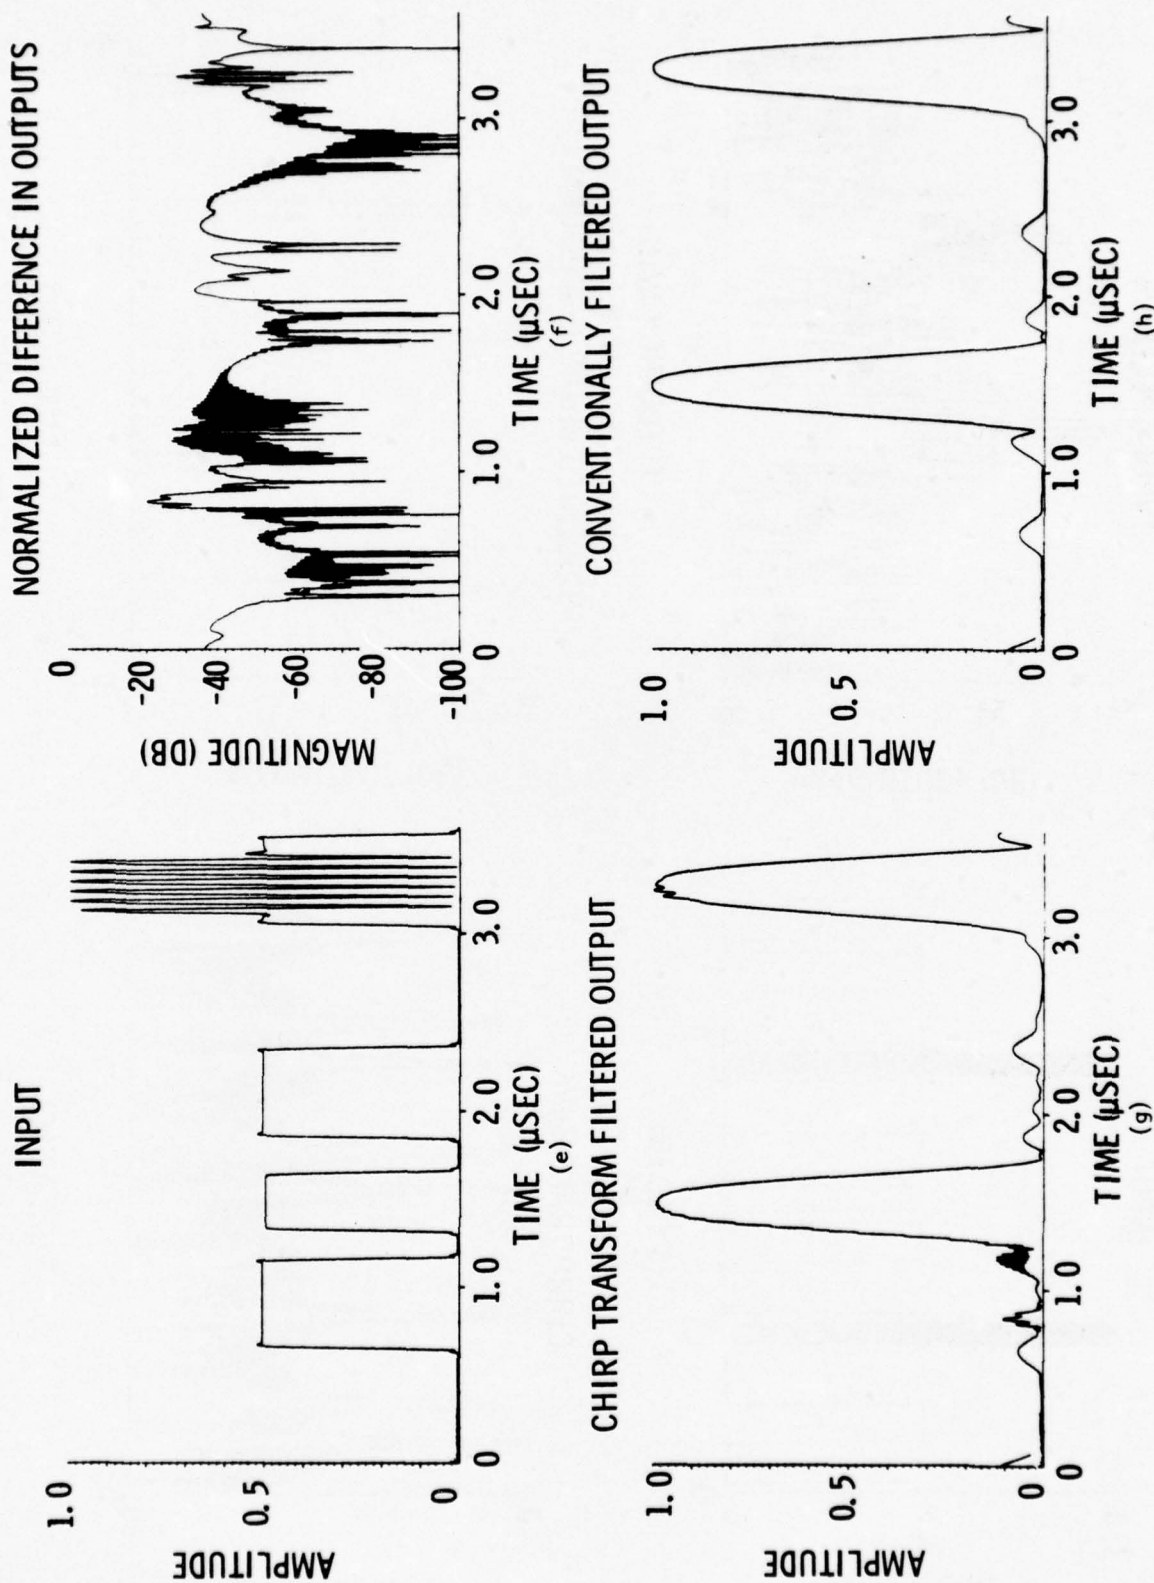 INPUT
1.0
0.5
0
AMPLITUDE
0
1.0
2.0
3.0
TIME (µSEC)
(e)
NORMALIZED DIFFERENCE IN OUTPUTS
0
-20
-40
-60
-80
-100
MAGNITUDE (DB)
0
1.0
2.0
3.0
TIME (µSEC)
(f)
CHIRP TRANSFORM FILTERED OUTPUT
1.0
0.5
0
AMPLITUDE
0
1.0
2.0
3.0
TIME (µSEC)
(g)
CONVENTIONALLY FILTERED OUTPUT
1.0
0.5
0
AMPLITUDE
0
1.0
2.0
3.0
TIME (µSEC)
(h)